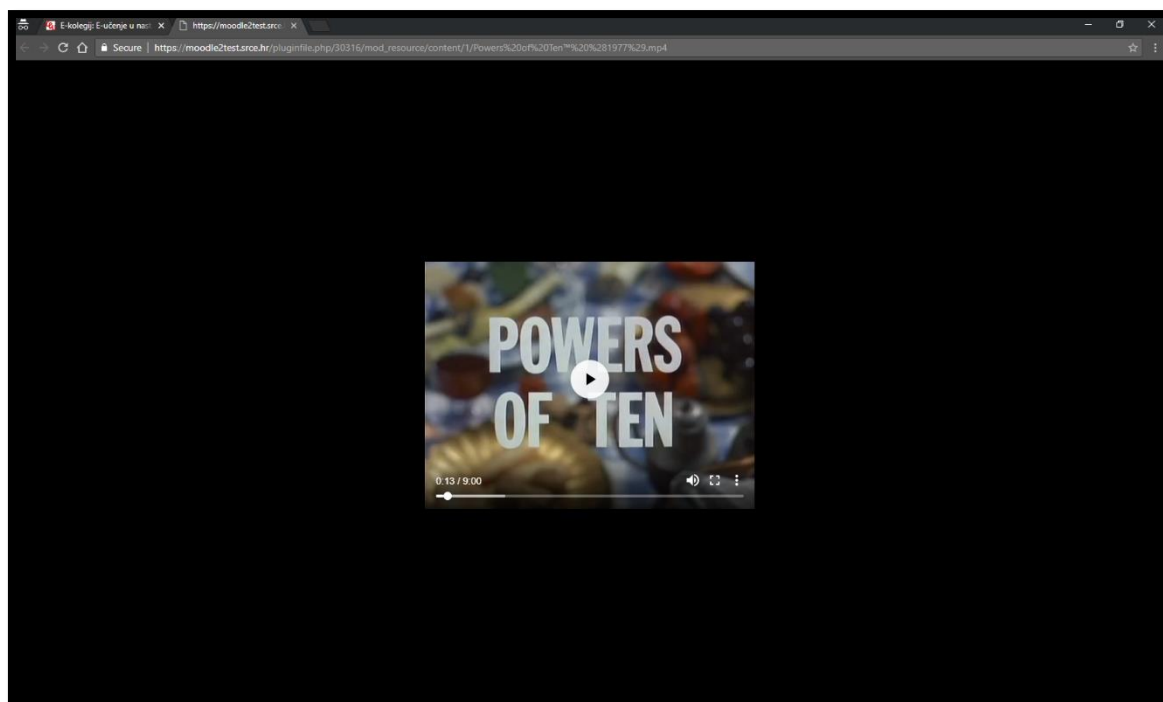 E-kolegij: E-učenje u nast
https://moodle2test.srce.
Secure | https://moodle2test.srce.hr/pluginfile.php/30316/mod_resource/content/1/Powers%20of%20Ten™%20%281977%29.mp4
POWERS
OF TEN
0:13 / 9:00